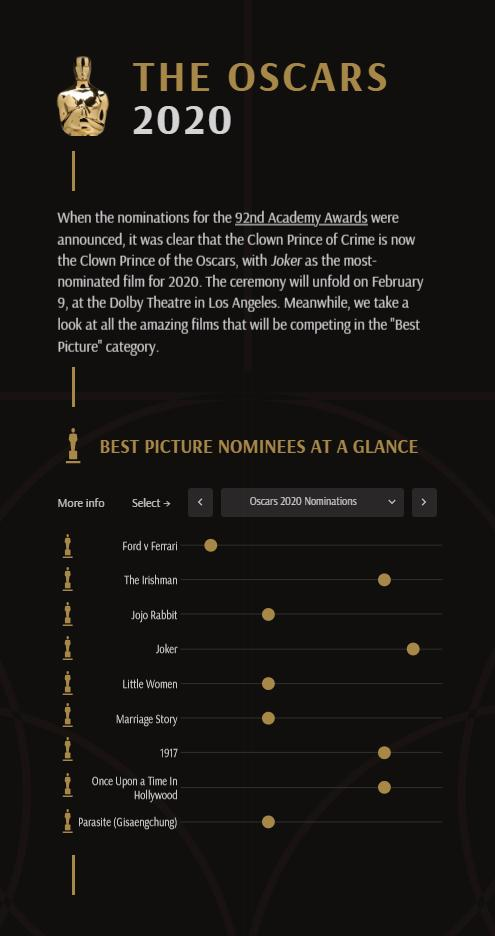 THE OSCARS
2020
When the nominations for the 92nd Academy Awards were
announced, it was clear that the Clown Prince of Crime is now
the Clown Prince of the Oscars, with Joker as the most-
nominated film for 2020. The ceremony will unfold on February
9, at the Dolby Theatre in Los Angeles. Meanwhile, we take a
look at all the amazing films that will be competing in the "Best
Picture" category.
BEST PICTURE NOMINEES AT A GLANCE
More info Select → Oscars 2020 Nominations
Ford v Ferrari
The Irishman
Jojo Rabbit
Joker
Little Women
Marriage Story
1917
Once Upon a Time In
Hollywood
Parasite (Gisaengchung)